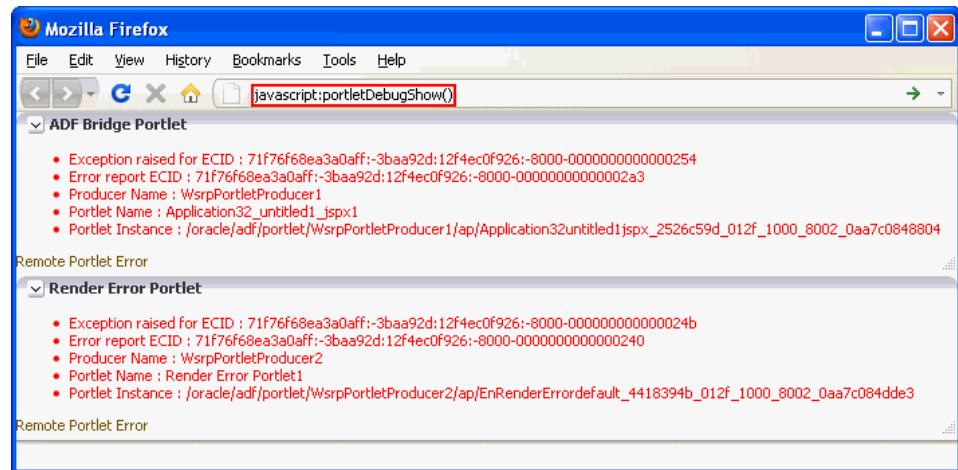 Mozilla Firefox
File Edit View History Bookmarks Tools Help
javascript:portletDebugShow()
ADF Bridge Portlet
Exception raised for ECID : 71f76f68ea3a0aff:-3baa92d:12f4ec0f926:-8000-0000000000000254
Error report ECID : 71f76f68ea3a0aff:-3baa92d:12f4ec0f926:-8000-00000000000002a3
Producer Name : WsrpPortletProducer1
Portlet Name : Application32_untitled1_jspx1
Portlet Instance : /oracle/adf/portlet/WsrpPortletProducer1/ap/Application32untitled1jspx_2526c59d_012f_1000_8002_0aa7c0848804
Remote Portlet Error
Render Error Portlet
Exception raised for ECID : 71f76f68ea3a0aff:-3baa92d:12f4ec0f926:-8000-000000000000024b
Error report ECID : 71f76f68ea3a0aff:-3baa92d:12f4ec0f926:-8000-0000000000000240
Producer Name : WsrpPortletProducer2
Portlet Name : Render Error Portlet1
Portlet Instance : /oracle/adf/portlet/WsrpPortletProducer2/ap/EnRenderErrordefault_4418394b_012f_1000_8002_0aa7c084dde3
Remote Portlet Error